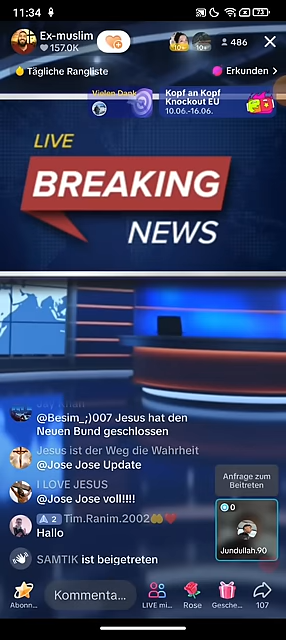 11:34
73
Ex-muslim
157.0K
10+
10+
486
Tägliche Rangliste
Erkunden >
Vielen Dank
Kopf an Kopf
Knockout EU
10.06.-16.06.
LIVE
BREAKING
NEWS
@Besim_;)007 Jesus hat den
Neuen Bund geschlossen
Jesus ist der Weg die Wahrheit
@Jose Jose Update
I LOVE JESUS
@Jose Jose voll!!!!
2 Tim.Ranim.2002
Hallo
SAMTIK ist beigetreten
Anfrage zum
Beitreten
0
Jundullah.90
Abonn...
Kommenta...
LIVE mi...
Rose
Gesche...
107